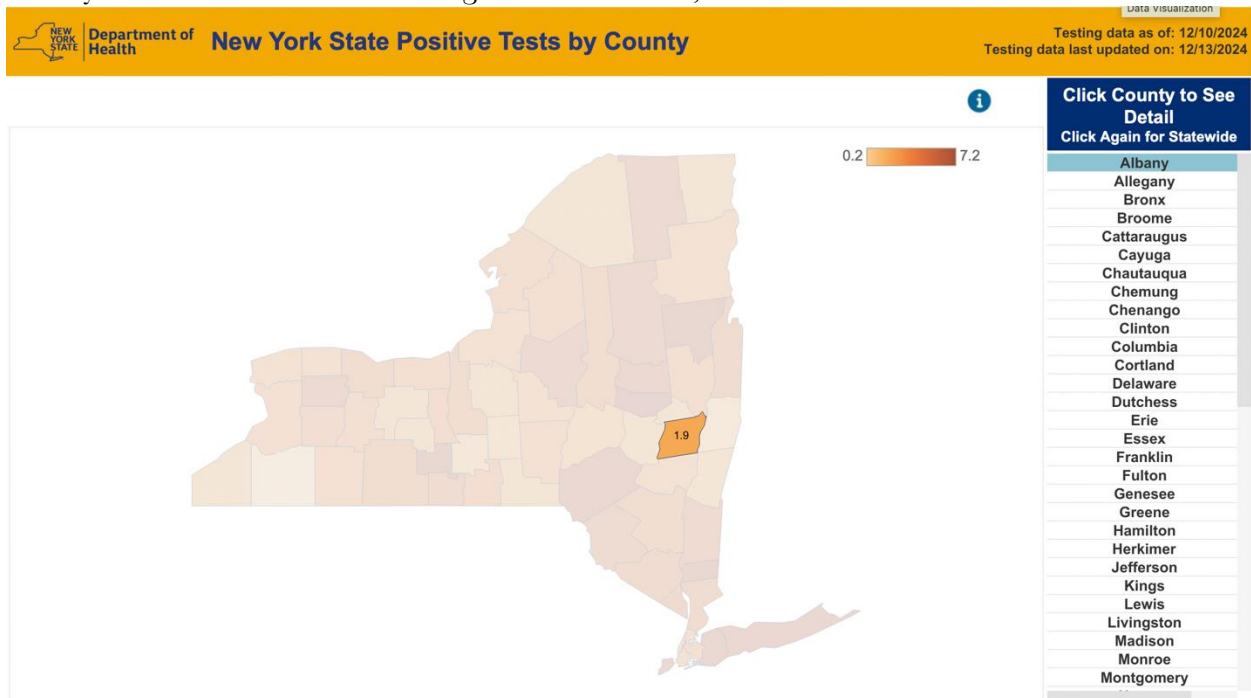 Data Visualization
NEW
YORK
STATE
Department of
Health
New York State Positive Tests by County
Testing data as of: 12/10/2024
Testing data last updated on: 12/13/2024
i
Click County to See
Detail
Click Again for Statewide
0.2 7.2
1.9
Albany
Allegany
Bronx
Broome
Cattaraugus
Cayuga
Chautauqua
Chemung
Chenango
Clinton
Columbia
Cortland
Delaware
Dutchess
Erie
Essex
Franklin
Fulton
Genesee
Greene
Hamilton
Herkimer
Jefferson
Kings
Lewis
Livingston
Madison
Monroe
Montgomery